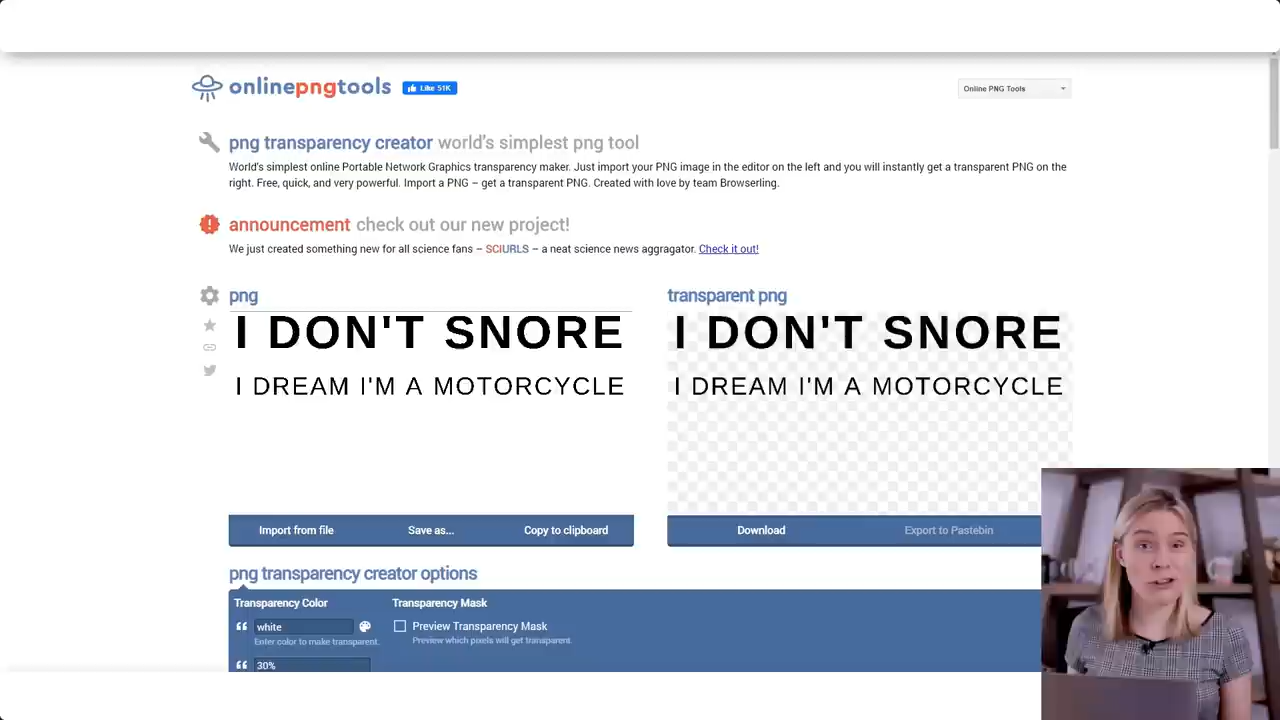 onlinepngtools
Like 51K
Online PNG Tools
png transparency creator world's simplest png tool
World's simplest online Portable Network Graphics transparency maker. Just import your PNG image in the editor on the left and you will instantly get a transparent PNG on the
right. Free, quick, and very powerful. Import a PNG – get a transparent PNG. Created with love by team Browserling.
announcement check out our new project!
We just created something new for all science fans – SCIURLS – a neat science news aggragator. Check it out!
png
I DON'T SNORE
I DREAM I'M A MOTORCYCLE
Import from file Save as... Copy to clipboard
transparent png
I DON'T SNORE
I DREAM I'M A MOTORCYCLE
Download Export to Pastebin
png transparency creator options
Transparency Color
white
Enter color to make transparent.
30%
Transparency Mask
Preview Transparency Mask
Preview which pixels will get transparent.